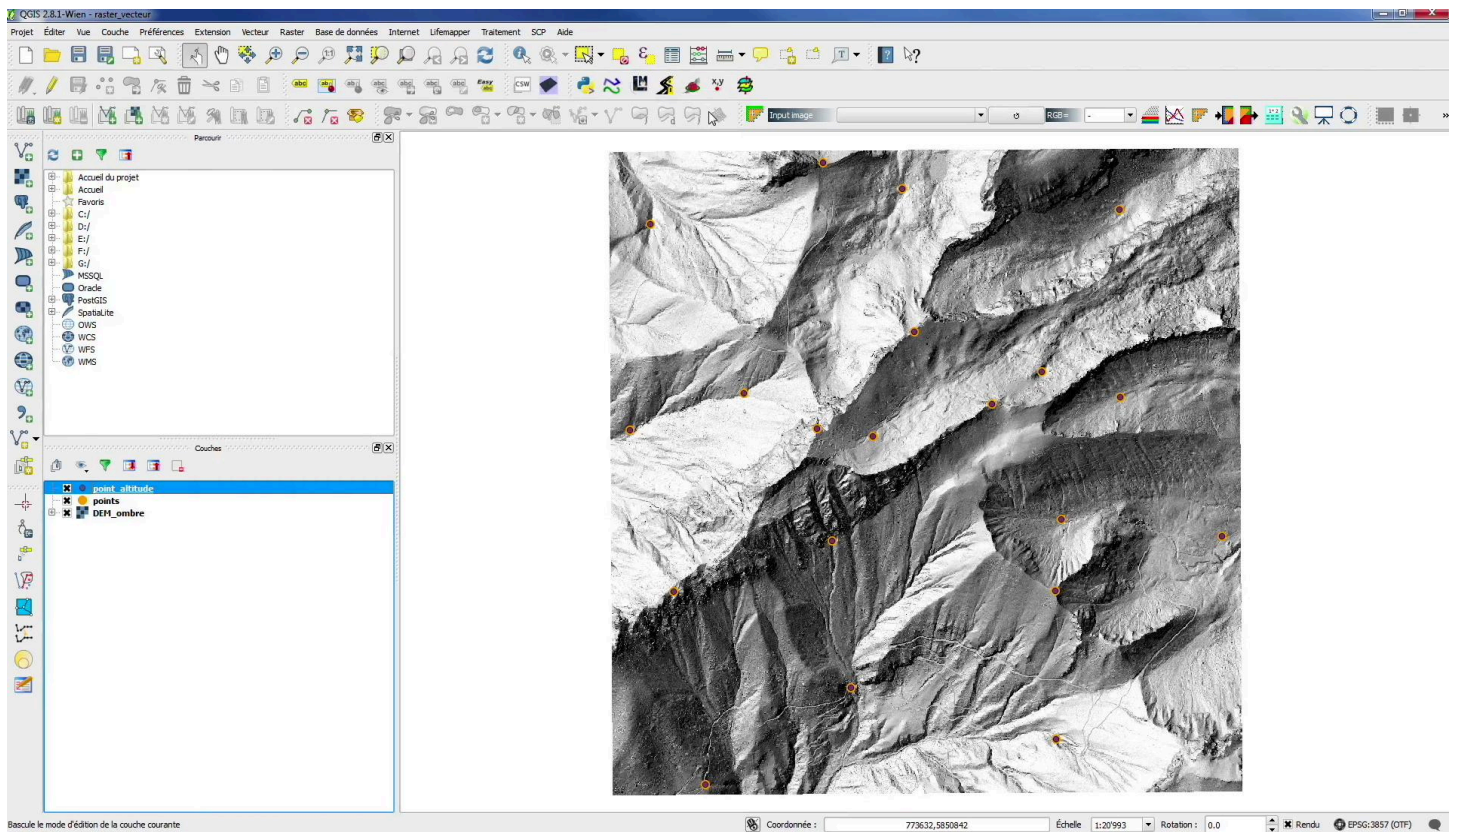 QGIS 2.8.1-Wien - raster_vecteur
Projet Éditer Vue Couche Préférences Extension Vecteur Raster Base de données Internet Lifemapper Traitement SCP Aide
Input image RGB= -
Parcourir
Accueil du projet
Accueil
Favoris
C:/
D:/
E:/
F:/
G:/
MSSQL
Oracle
PostGIS
SpatiaLite
OWS
WCS
WFS
WMS
Couches
point_altitude
points
DEM_ombre
Bascule le mode d'édition de la couche courante Coordonnée : 773632,5850842 Échelle 1:20'993 Rotation : 0.0 Rendu EPSG:3857 (OTF)